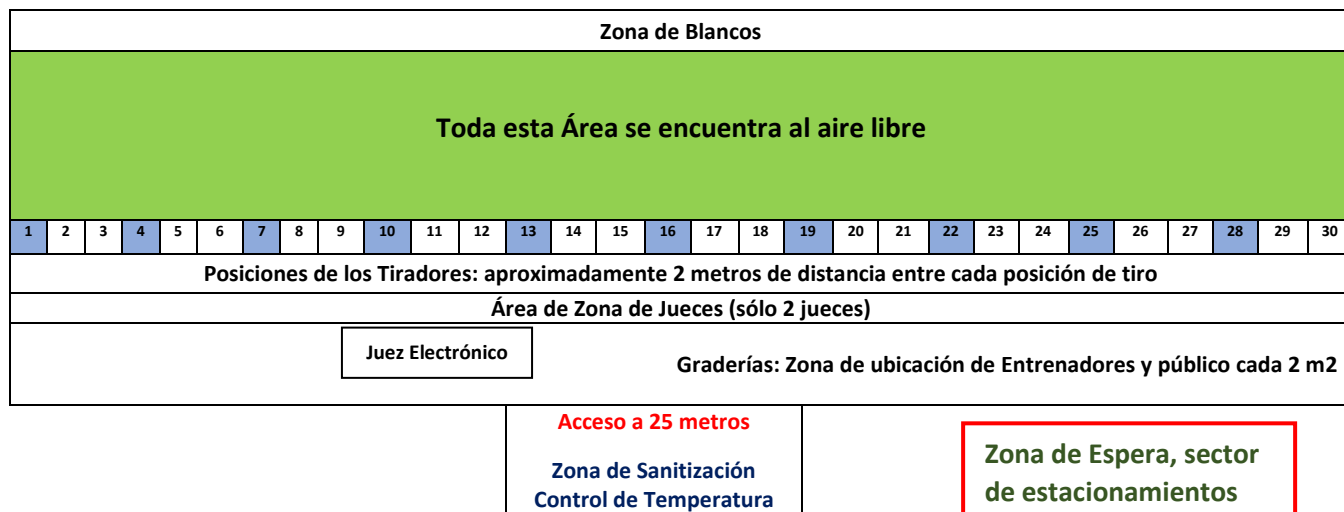 Zona de Blancos
Toda esta Área se encuentra al aire libre
1 2 3 4 5 6 7 8 9 10 11 12 13 14 15 16 17 18 19 20 21 22 23 24 25 26 27 28 29 30
Posiciones de los Tiradores: aproximadamente 2 metros de distancia entre cada posición de tiro
Área de Zona de Jueces (sólo 2 jueces)
Juez Electrónico
Graderías: Zona de ubicación de Entrenadores y público cada 2 m2
Acceso a 25 metros
Zona de Sanitización
Control de Temperatura
Zona de Espera, sector
de estacionamientos